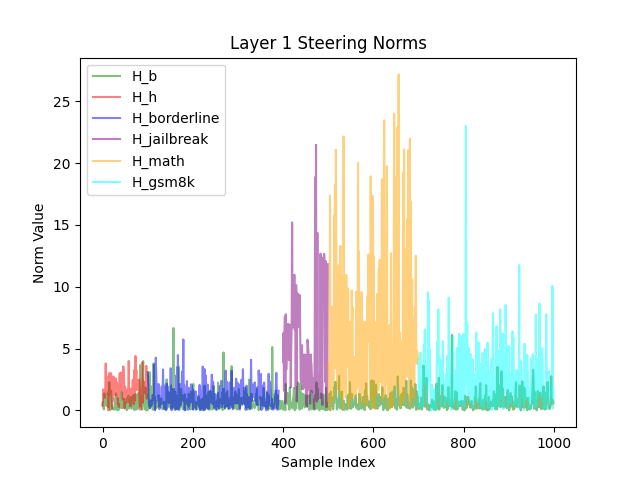 Layer 1 Steering Norms
H_b
H_h
H_borderline
H_jailbreak
H_math
H_gsm8k
Norm Value
25
20
15
10
5
0
0 200 400 600 800 1000
Sample Index